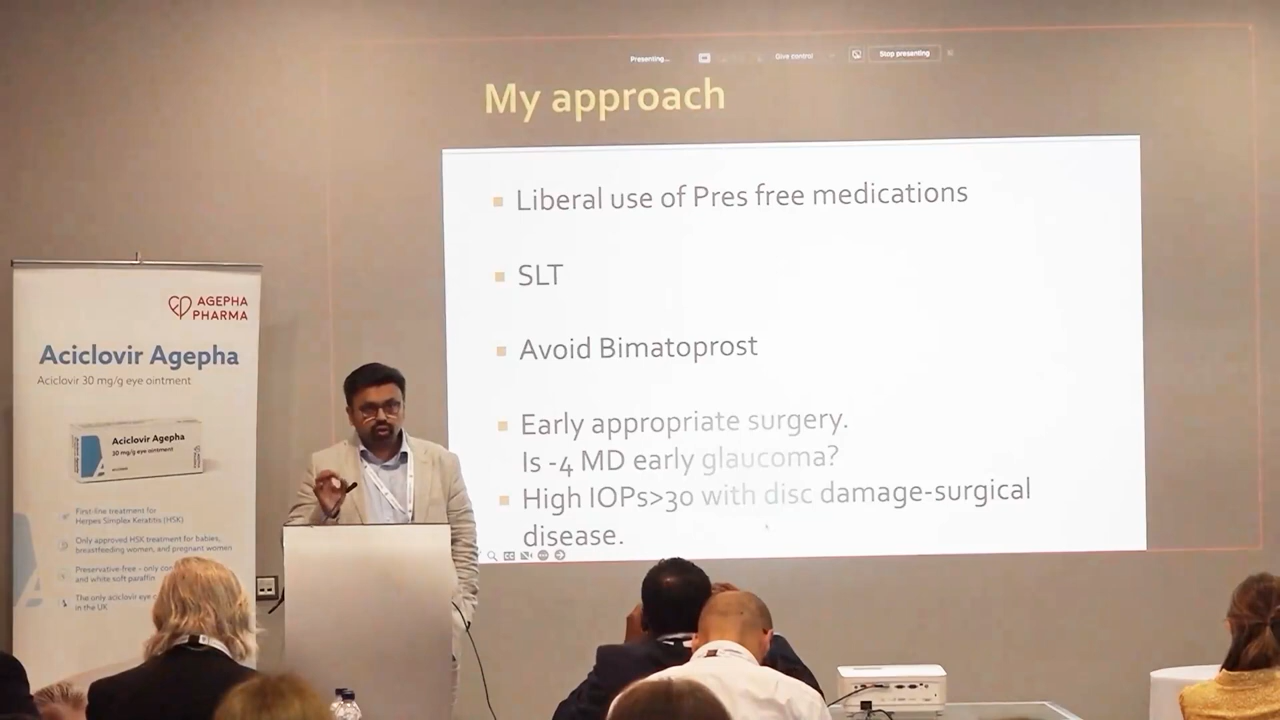 Presenting...
Give control
Stop presenting
My approach
Liberal use of Pres free medications
SLT
Avoid Bimatoprost
Early appropriate surgery.
Is -4 MD early glaucoma?
High IOPs>30 with disc damage-surgical
disease.
AGEPHA
PHARMA
Aciclovir Agepha
Aciclovir 30 mg/g eye ointment
Aciclovir Agepha
30 mg/g eye ointment
First-line treatment for
Herpes Simplex Keratitis (HSK)
Only approved HSK treatment for babies,
breastfeeding women, and pregnant women
Preservative-free – only
and white soft paraffin
The only aciclovir eye
in the UK